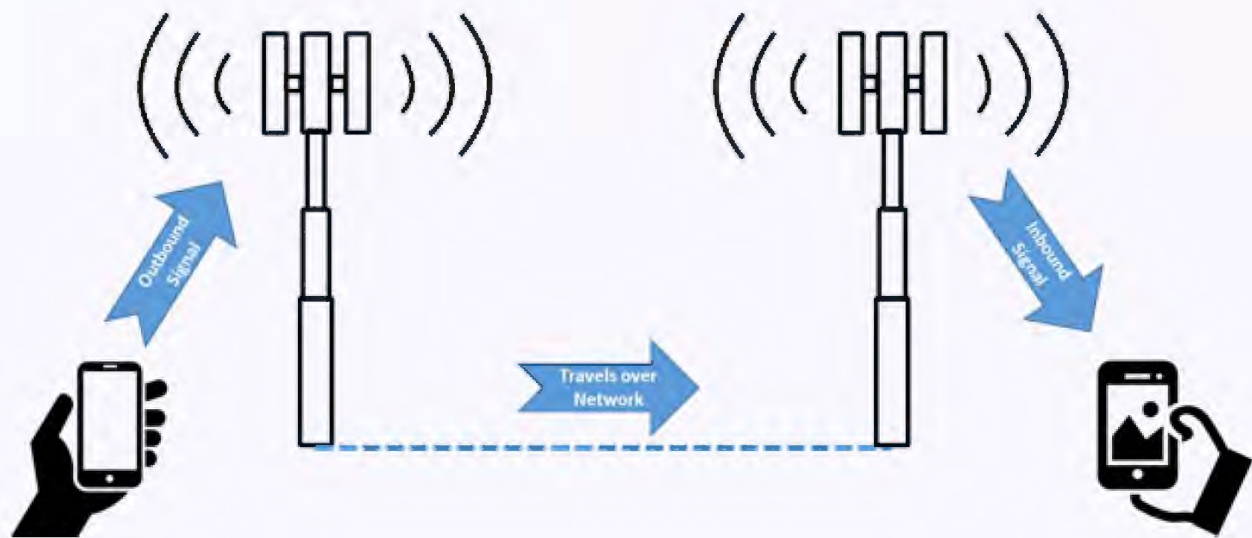 Outbound
Signal
Travels over
Network
Inbound
Signal